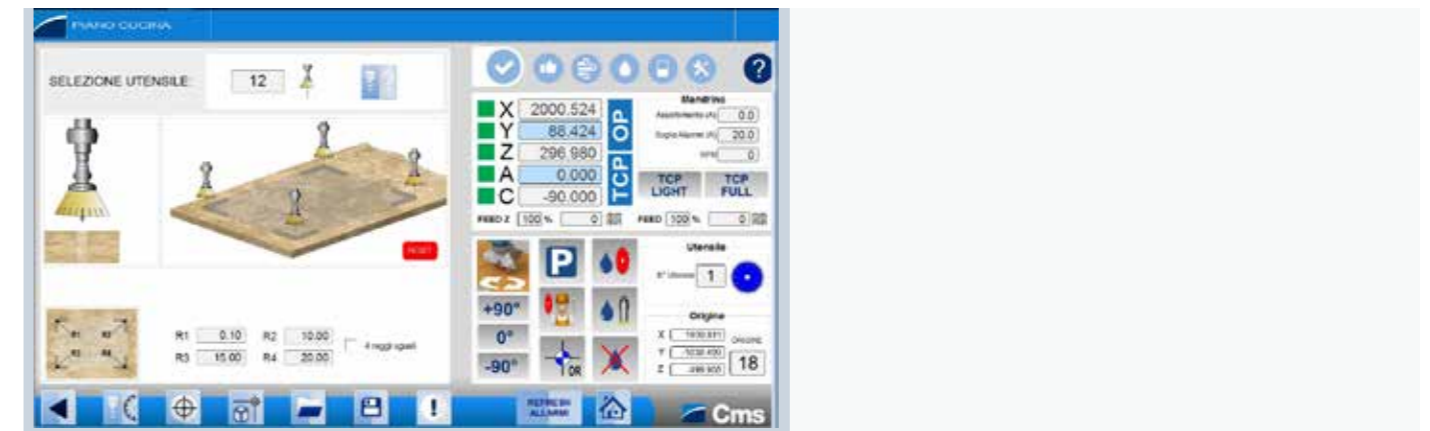 PIANO CUCINA
SELEZIONE UTENSILE: 12
R1 0.10 R2 10.00
R3 15.00 R4 20.00
4 raggi uguali
?
X 2000.524
Y 88.424
Z 296.980
A 0.000
C -90.000
OP
TCP
Mandrino
0.0
20.0
0
TCP LIGHT
TCP FULL
FEED Z 100 % 0
FEED 100 % 0
P
+90°
0°
-90°
OR
Utensile
1
Origine
X
Y
Z
18
!
REFRESH
ALLARMI
Cms